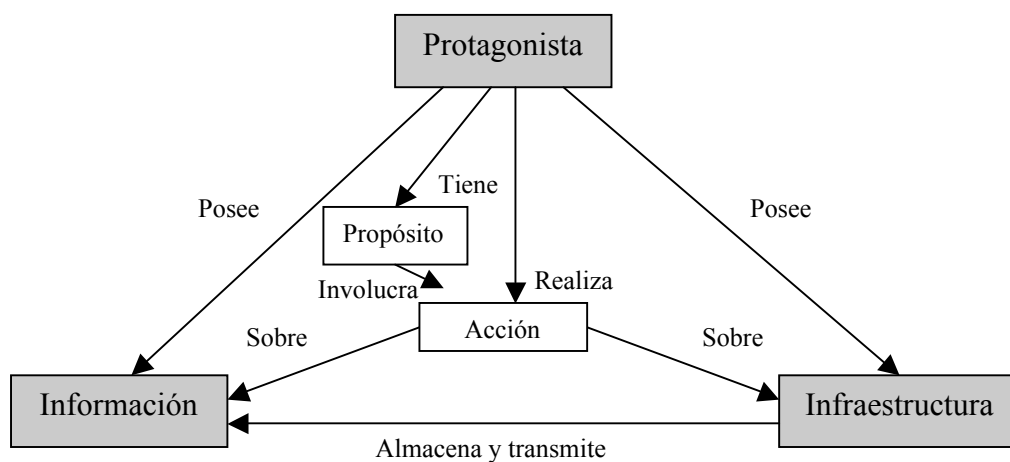 Protagonista
Tiene
Posee
Posee
Propósito
Involucra
Realiza
Acción
Sobre
Sobre
Información
Infraestructura
Almacena y transmite